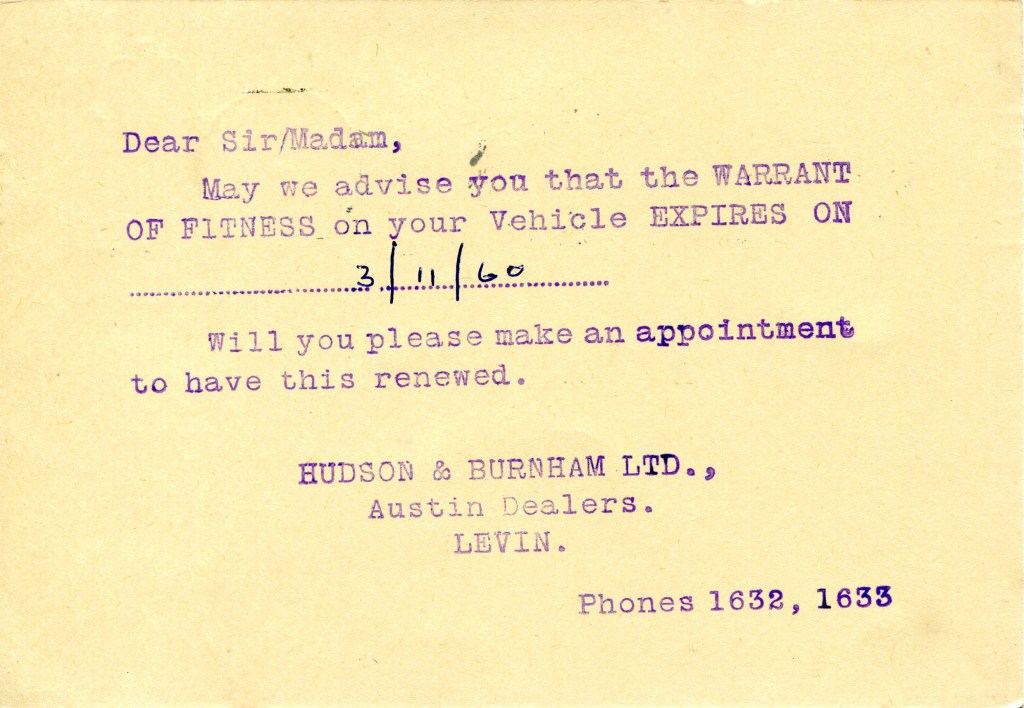 Dear Sir/Madam,
May we advise you that the WARRANT
OF FITNESS on your Vehicle EXPIRES ON
3/11/60
Will you please make an appointment
to have this renewed.
HUDSON & BURNHAM LTD.,
Austin Dealers.
LEVIN.
Phones 1632, 1633